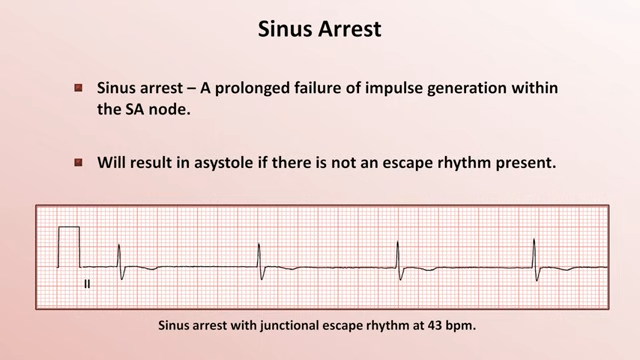 Sinus Arrest
Sinus arrest – A prolonged failure of impulse generation within
the SA node.
Will result in asystole if there is not an escape rhythm present.
II
Sinus arrest with junctional escape rhythm at 43 bpm.